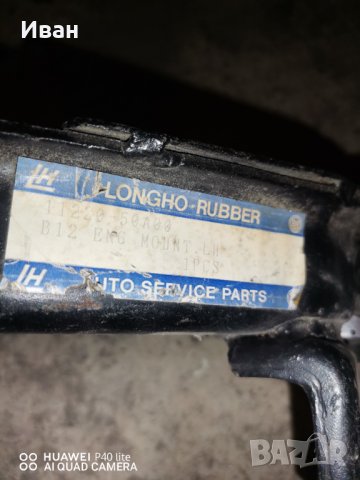 Иван
LH LONGHO-RUBBER
11220-50A00
B12 ENG MOUNT.LH
1PCS
LH AUTO SERVICE PARTS
HUAWEI P40 lite
AI QUAD CAMERA
BAZAR
bg